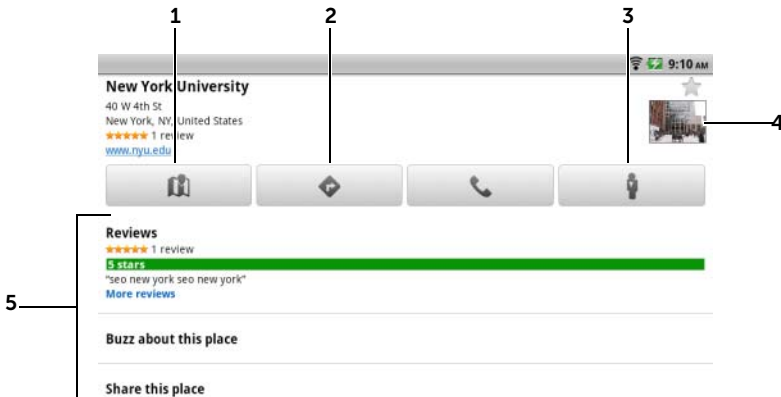 1 2 3
9:10 AM
New York University
40 W 4th St
New York, NY, United States
1 review
www.nyu.edu
4
Reviews
1 review
5 stars
"seo new york seo new york"
More reviews
5
Buzz about this place
Share this place